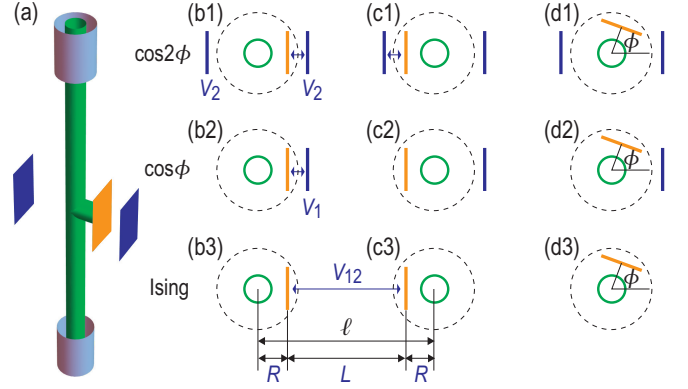 (a) (b1) (c1) (d1)
cos2ϕ V₂ V₂ ϕ
(b2) (c2) (d2)
cosϕ V₁ ϕ
(b3) (c3) (d3)
Ising V₁₂ ϕ
ℓ
R L R